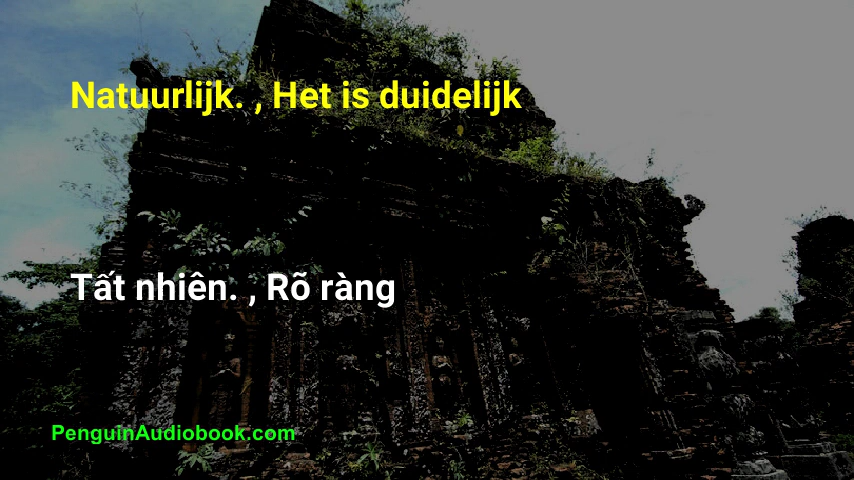 Natuurlijk. , Het is duidelijk
Tất nhiên. , Rõ ràng
PenguinAudiobook.com